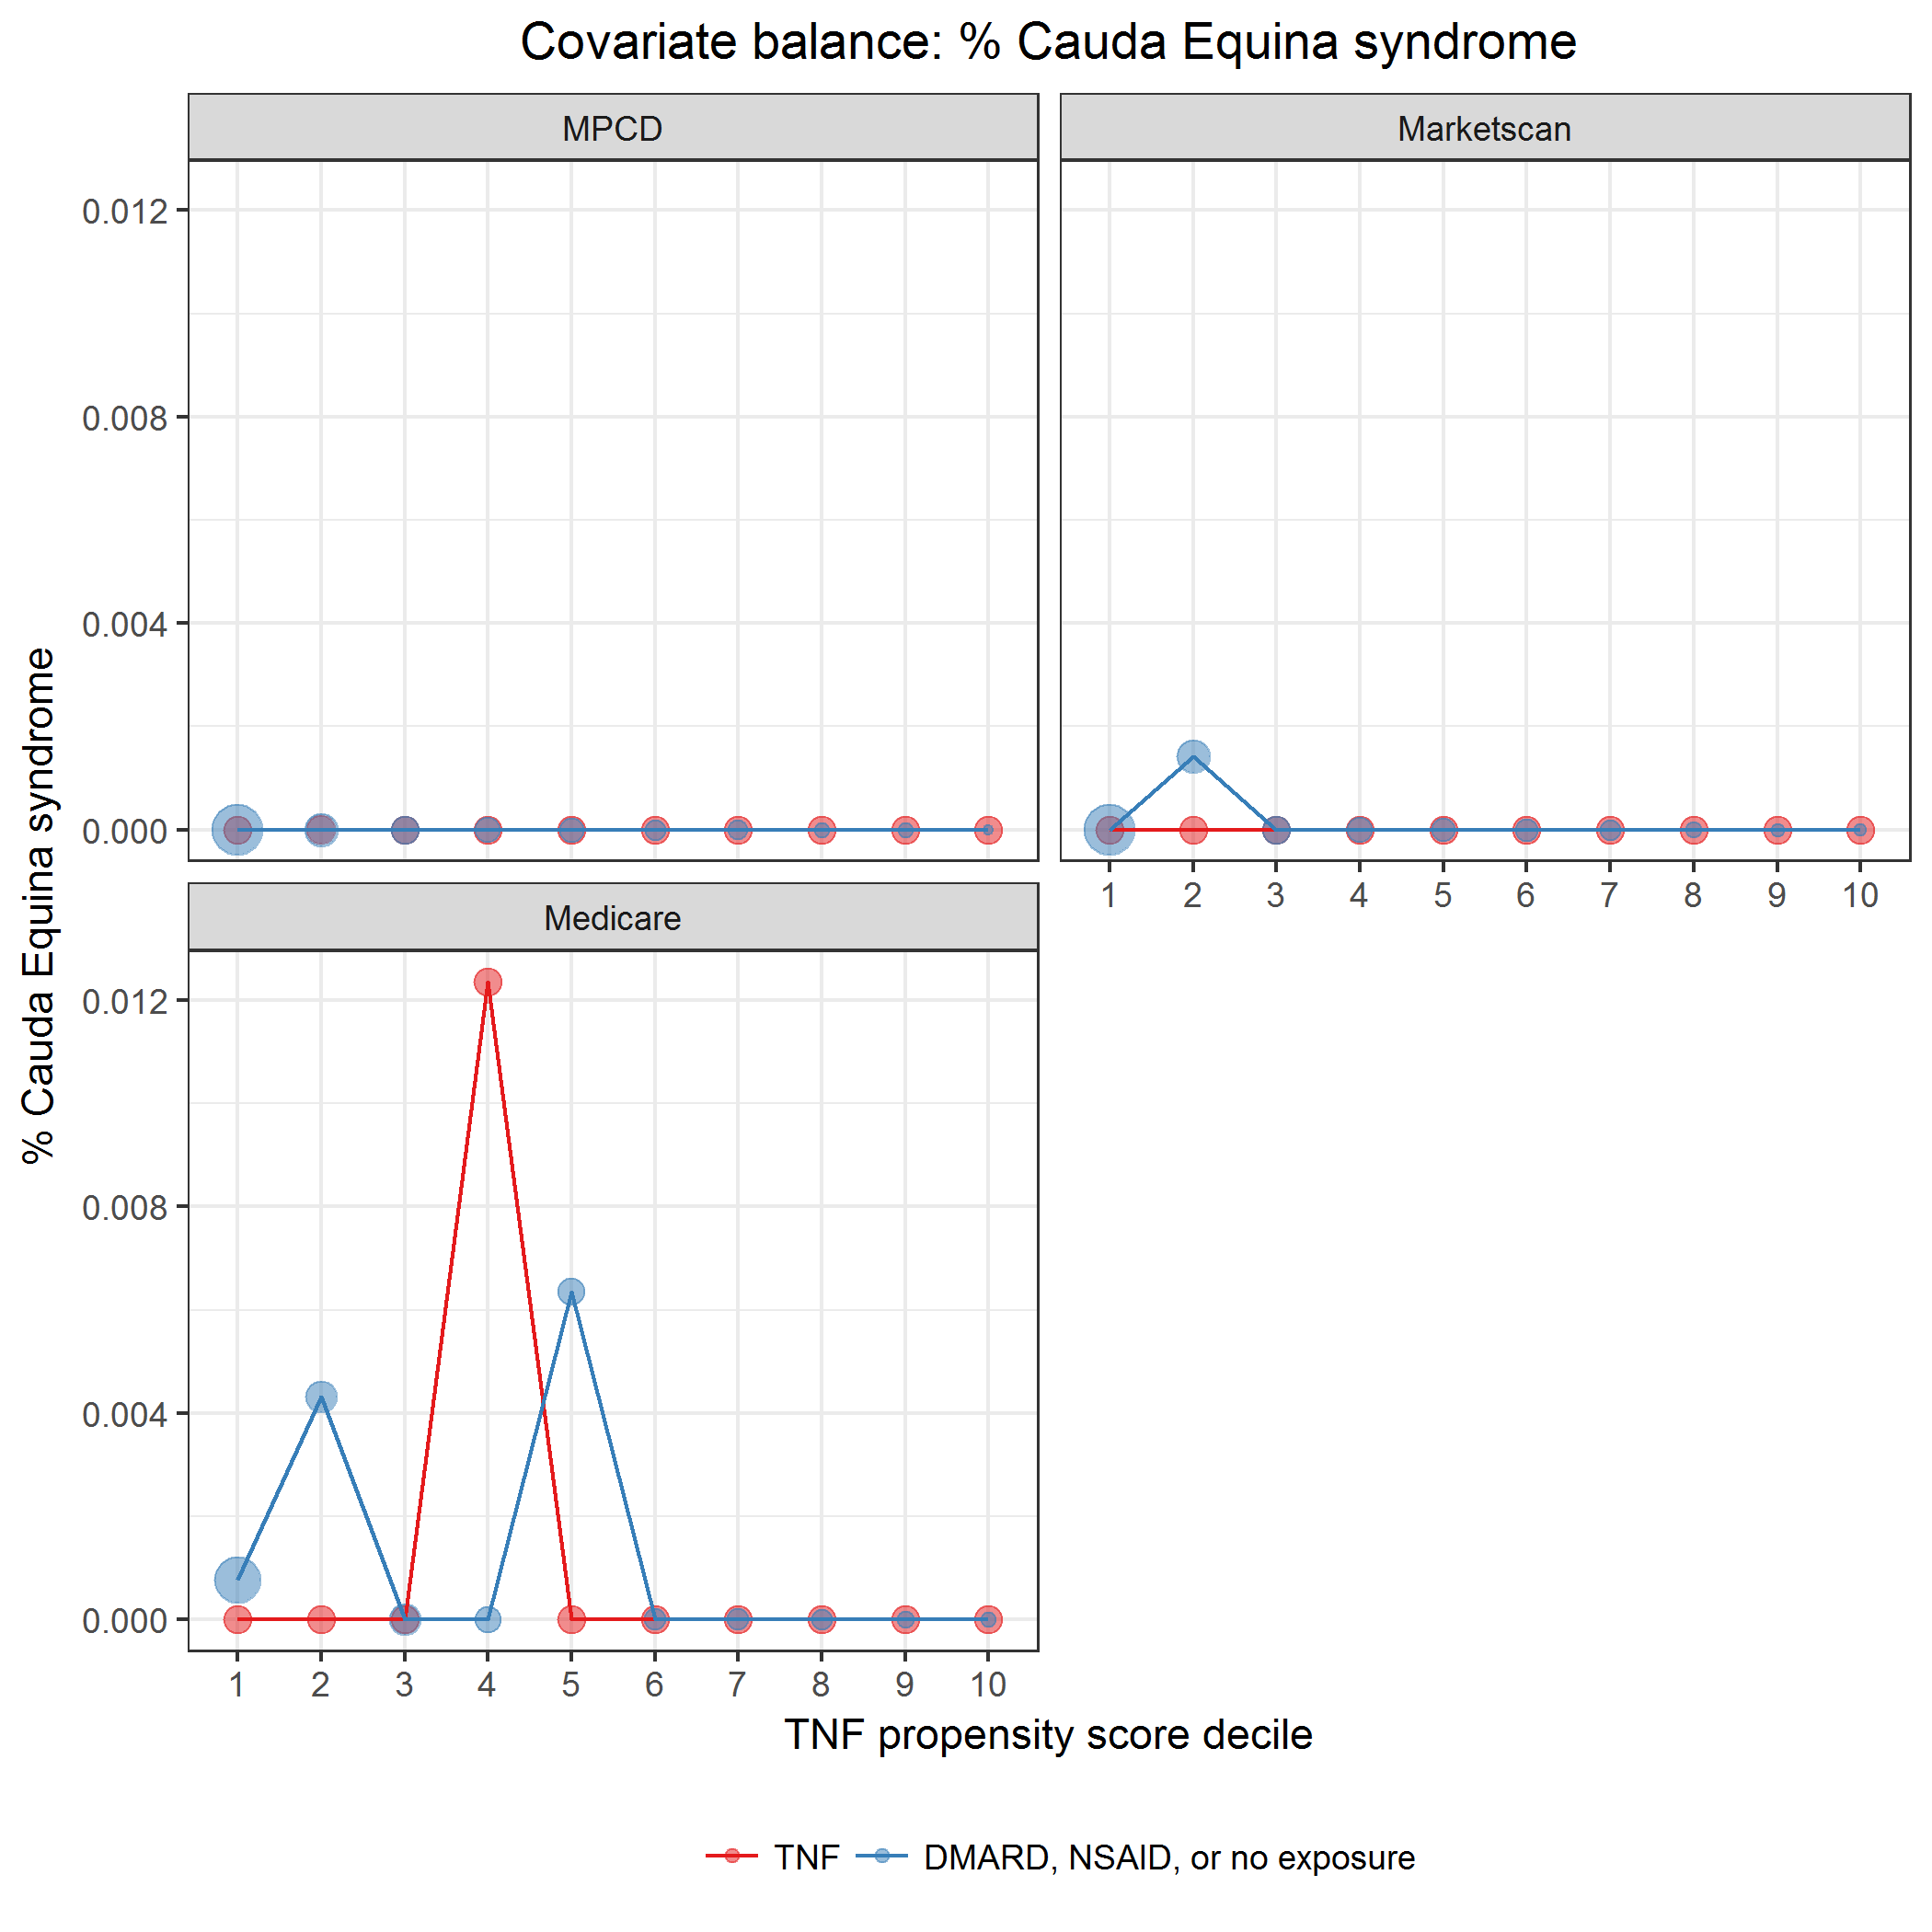 Covariate balance: % Cauda Equina syndrome
MPCD
Marketscan
0.012
0.008
0.004
0.000
1 2 3 4 5 6 7 8 9 10
Medicare
0.012
0.008
0.004
0.000
1 2 3 4 5 6 7 8 9 10
% Cauda Equina syndrome
TNF propensity score decile
TNF
DMARD, NSAID, or no exposure